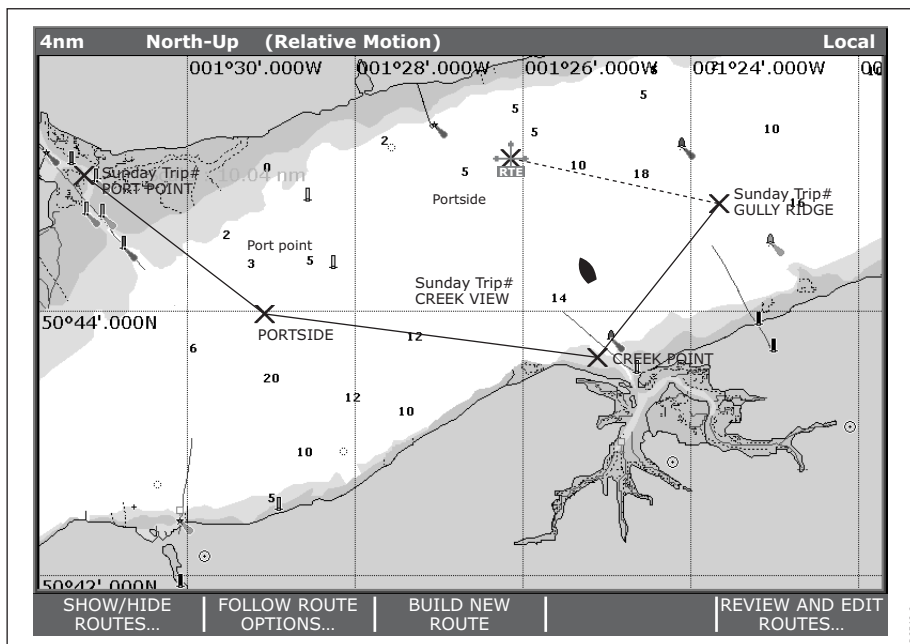 4nm North-Up (Relative Motion) Local
001°30'.000W 001°28'.000W 001°26'.000W 001°24'.000W
5
5
5
10
2
0
5
10
18
RTE
Sunday Trip#
PORT POINT
10.04 nm
Portside
Sunday Trip#
GULLY RIDGE
16
2
Port point
3
5
Sunday Trip#
CREEK VIEW
14
50°44'.000N
PORTSIDE
12
6
CREEK POINT
20
12
10
10
5
50°42'.000N
SHOW/HIDE
ROUTES...
FOLLOW ROUTE
OPTIONS...
BUILD NEW
ROUTE
REVIEW AND EDIT
ROUTES...